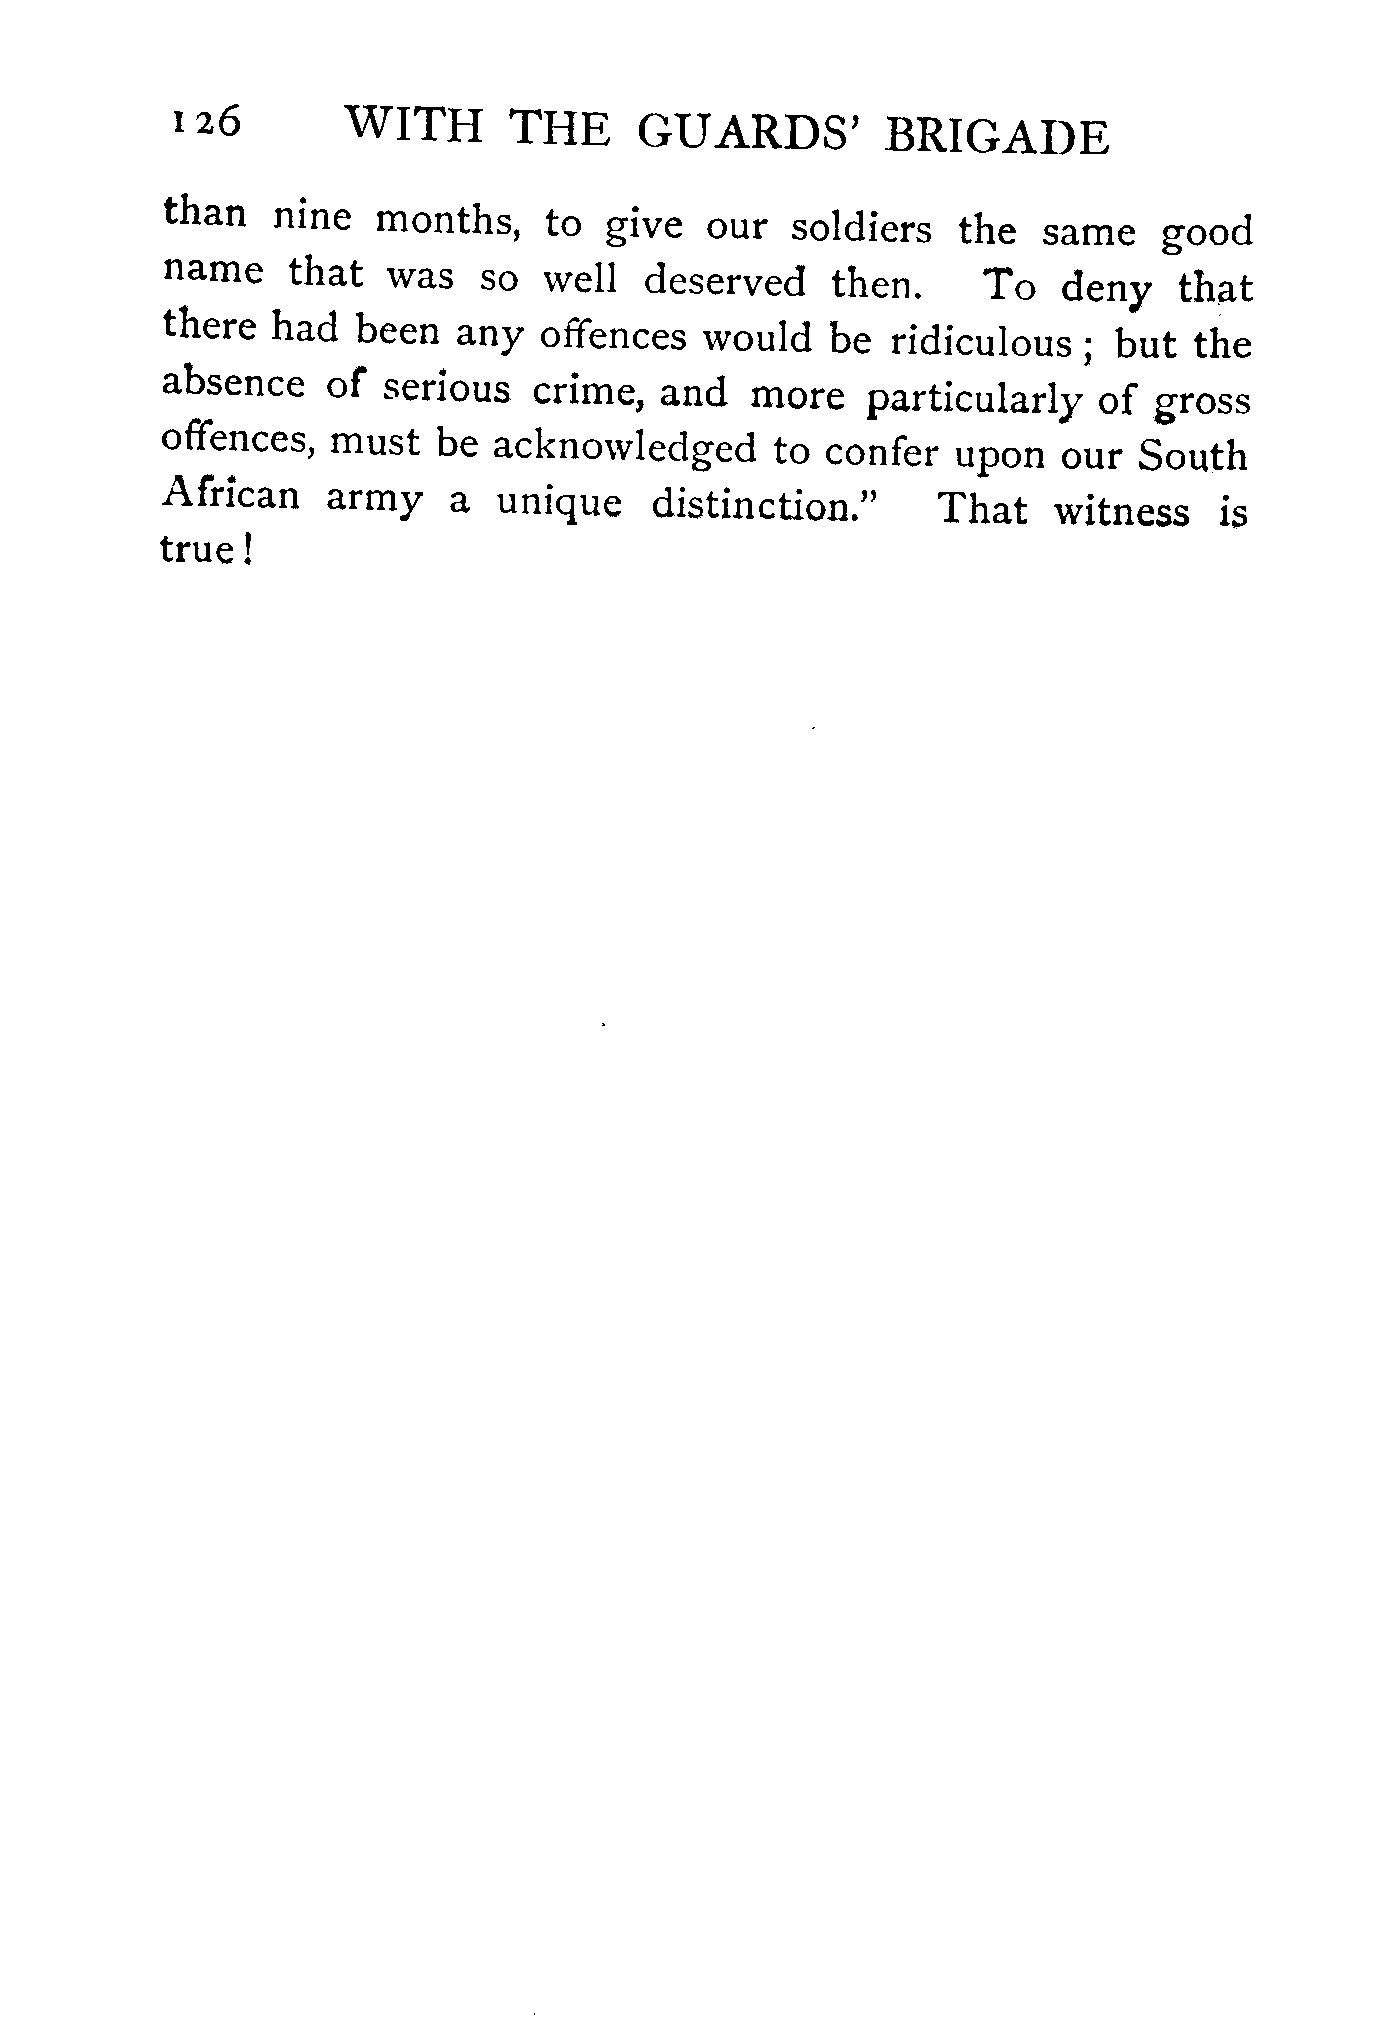 126 WITH THE GUARDS' BRIGADE
than nine months, to give our soldiers the same good
name that was so well deserved then. To deny that
there had been any offences would be ridiculous ; but the
absence of serious crime, and more particularly of gross
offences, must be acknowledged to confer upon our South
African army a unique distinction." That witness is
true !